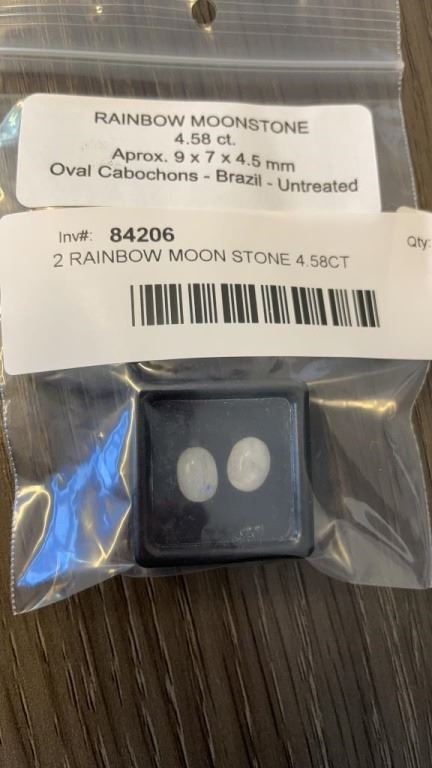 RAINBOW MOONSTONE
4.58 ct.
Aprox. 9 x 7 x 4.5 mm
Oval Cabochons - Brazil - Untreated
Inv#: 84206 Qty:
2 RAINBOW MOON STONE 4.58CT